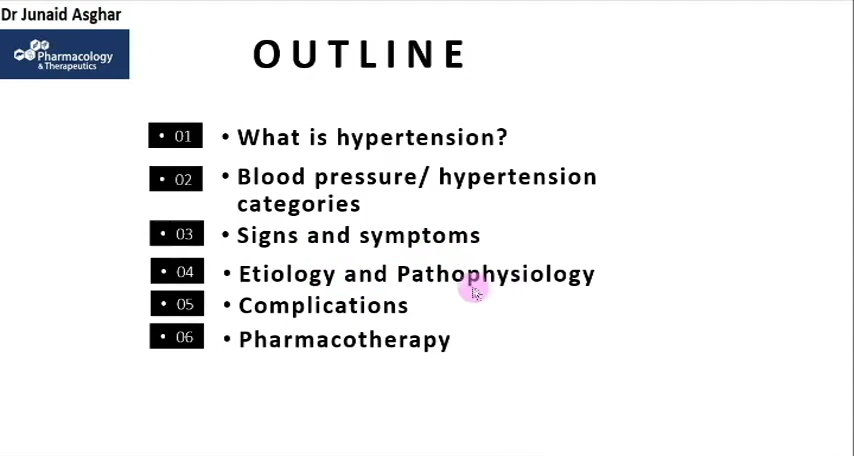 Dr Junaid Asghar
Pharmacology
& Therapeutics
OUTLINE
• 01 • What is hypertension?
• 02 • Blood pressure/ hypertension
categories
• 03 • Signs and symptoms
• 04 • Etiology and Pathophysiology
• 05 • Complications
• 06 • Pharmacotherapy